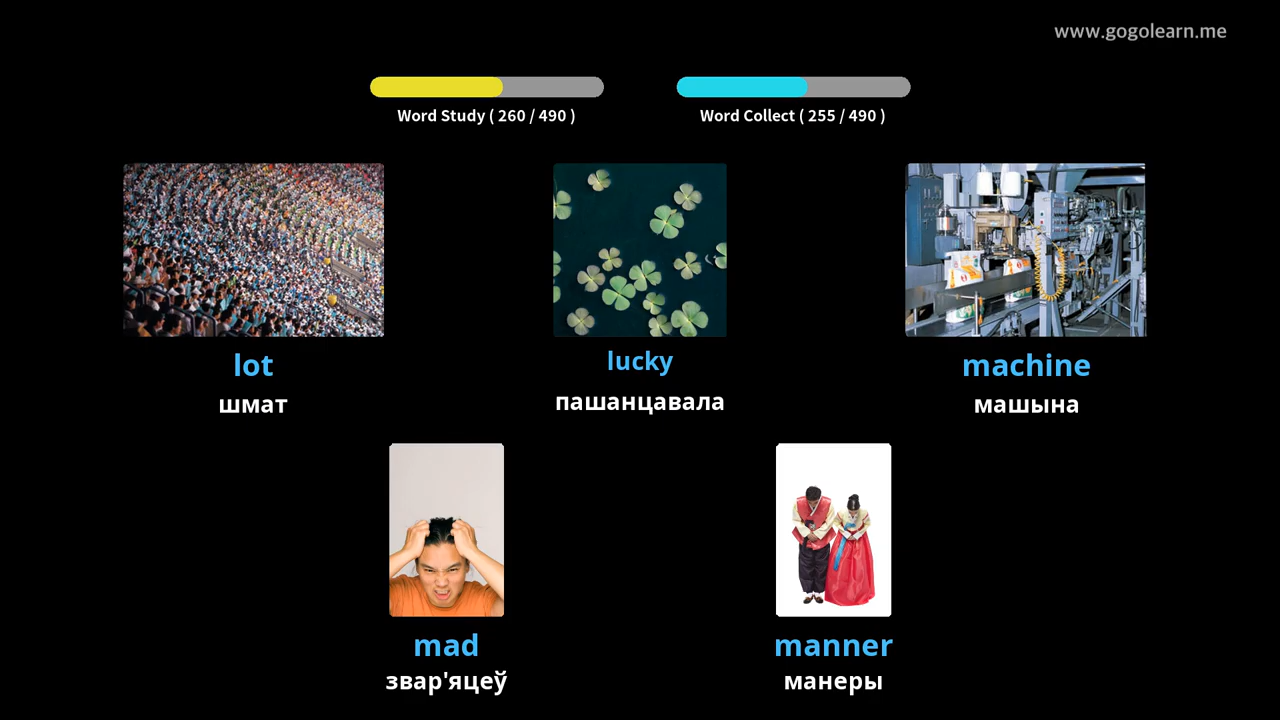 www.gogolearn.me
Word Study ( 260 / 490 )
Word Collect ( 255 / 490 )
lot
шмат
lucky
пашанцавала
machine
машына
mad
звар'яцеў
manner
манеры